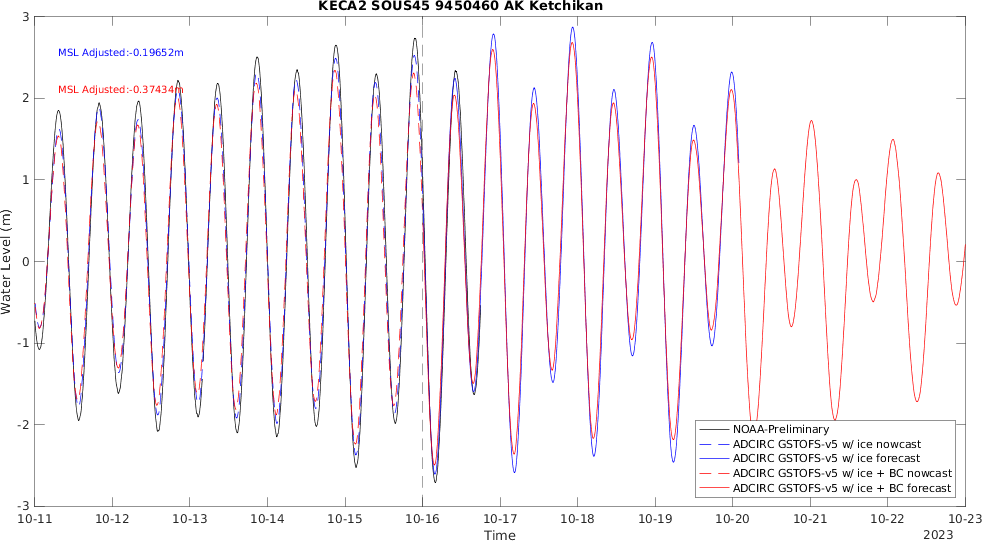 KECA2 SOUS45 9450460 AK Ketchikan
MSL Adjusted:-0.19652m
MSL Adjusted:-0.37434m
Water Level (m)
3
2
1
0
-1
-2
-3
NOAA-Preliminary
ADCIRC GSTOFS-v5 w/ ice nowcast
ADCIRC GSTOFS-v5 w/ ice forecast
ADCIRC GSTOFS-v5 w/ ice + BC nowcast
ADCIRC GSTOFS-v5 w/ ice + BC forecast
10-11 10-12 10-13 10-14 10-15 10-16 10-17 10-18 10-19 10-20 10-21 10-22 10-23
Time
2023